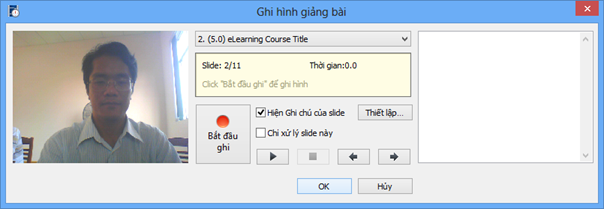 Ghi hình giảng bài
2. (5.0) eLearning Course Title
Slide: 2/11 Thời gian:0.0
Click "Bắt đầu ghi" để ghi hình
Bắt đầu
ghi
Hiện Ghi chú của slide
Thiết lập...
Chỉ xử lý slide này
OK
Hủy